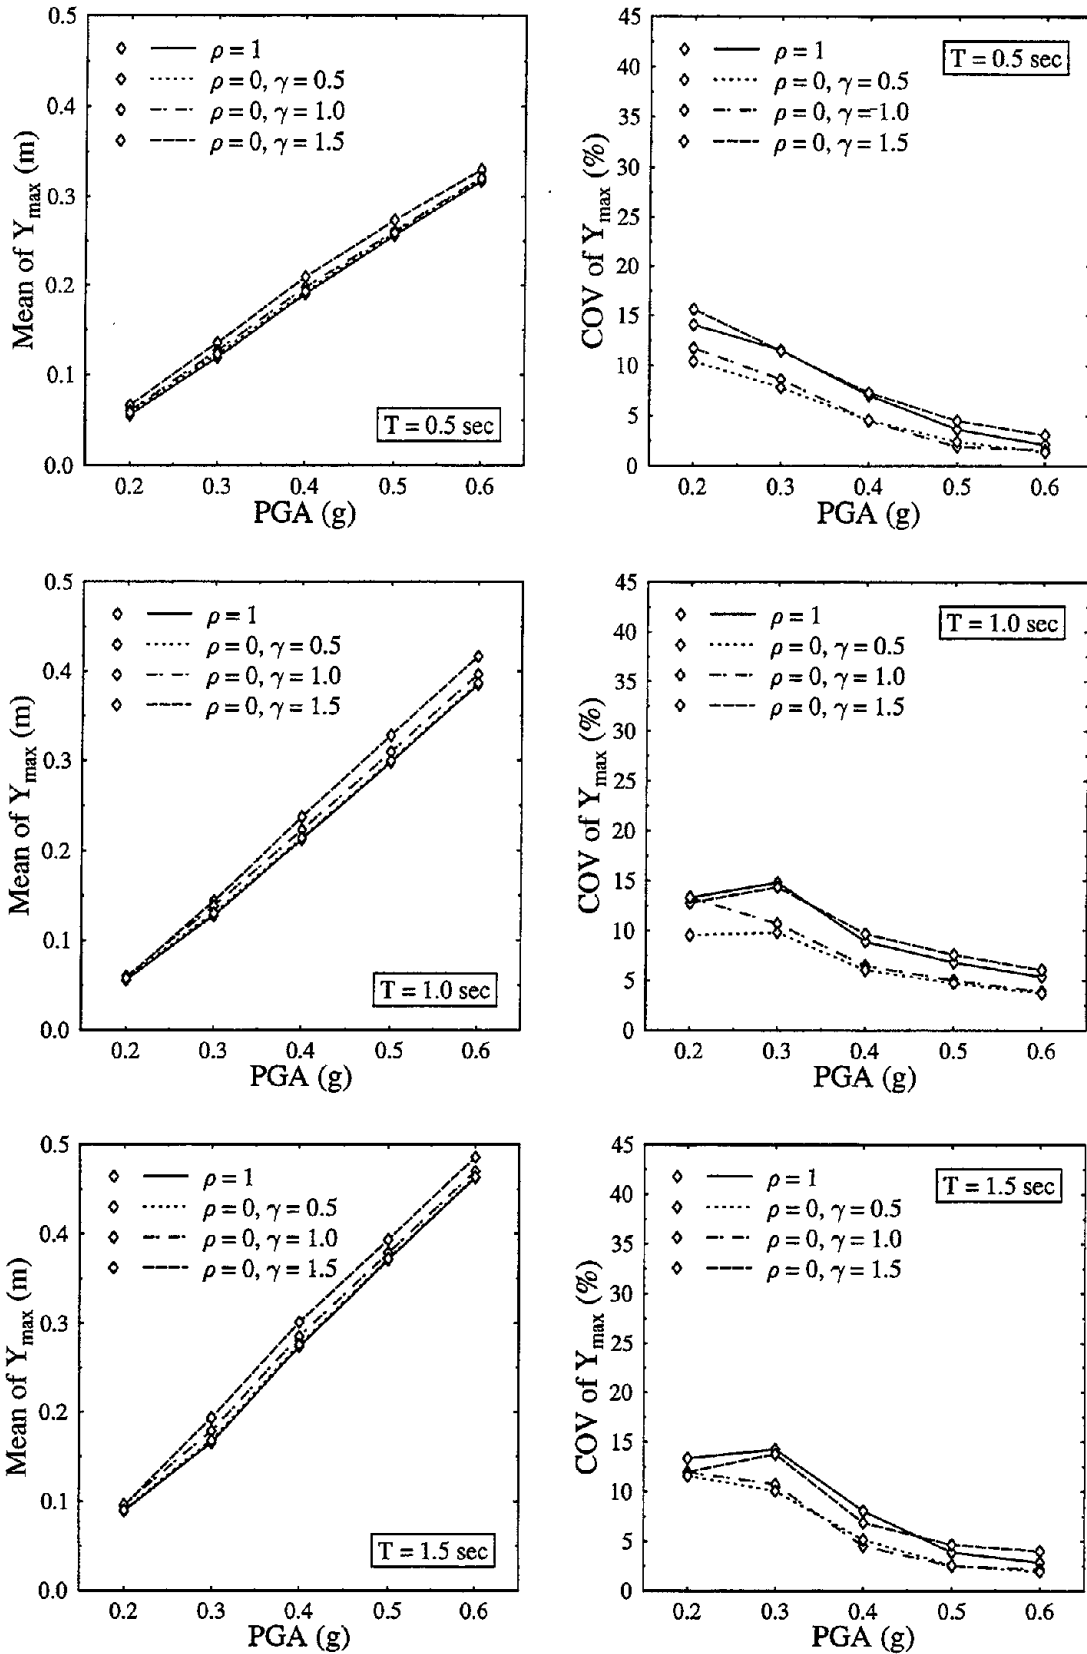 0.5
0.4
0.3
0.2
0.1
0.0
Mean of Y_max (m)
ρ = 1
ρ = 0, γ = 0.5
ρ = 0, γ = 1.0
ρ = 0, γ = 1.5
T = 0.5 sec
0.2 0.3 0.4 0.5 0.6
PGA (g)
45
40
35
30
25
20
15
10
5
0
COV of Y_max (%)
ρ = 1
ρ = 0, γ = 0.5
ρ = 0, γ = 1.0
ρ = 0, γ = 1.5
T = 0.5 sec
0.2 0.3 0.4 0.5 0.6
PGA (g)
0.5
0.4
0.3
0.2
0.1
0.0
Mean of Y_max (m)
ρ = 1
ρ = 0, γ = 0.5
ρ = 0, γ = 1.0
ρ = 0, γ = 1.5
T = 1.0 sec
0.2 0.3 0.4 0.5 0.6
PGA (g)
45
40
35
30
25
20
15
10
5
0
COV of Y_max (%)
ρ = 1
ρ = 0, γ = 0.5
ρ = 0, γ = 1.0
ρ = 0, γ = 1.5
T = 1.0 sec
0.2 0.3 0.4 0.5 0.6
PGA (g)
0.5
0.4
0.3
0.2
0.1
0.0
Mean of Y_max (m)
ρ = 1
ρ = 0, γ = 0.5
ρ = 0, γ = 1.0
ρ = 0, γ = 1.5
T = 1.5 sec
0.2 0.3 0.4 0.5 0.6
PGA (g)
45
40
35
30
25
20
15
10
5
0
COV of Y_max (%)
ρ = 1
ρ = 0, γ = 0.5
ρ = 0, γ = 1.0
ρ = 0, γ = 1.5
T = 1.5 sec
0.2 0.3 0.4 0.5 0.6
PGA (g)